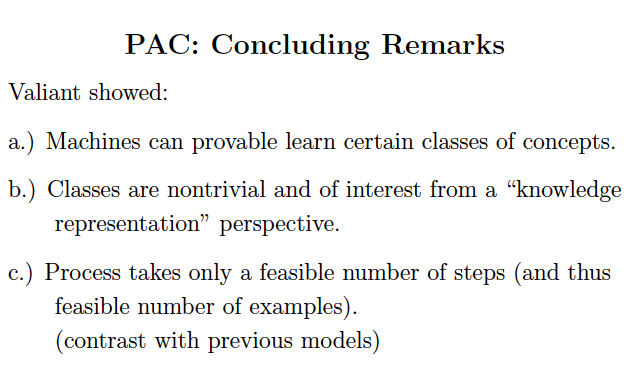 PAC: Concluding Remarks
Valiant showed:
a.) Machines can provable learn certain classes of concepts.
b.) Classes are nontrivial and of interest from a “knowledge
representation” perspective.
c.) Process takes only a feasible number of steps (and thus
feasible number of examples).
(contrast with previous models)